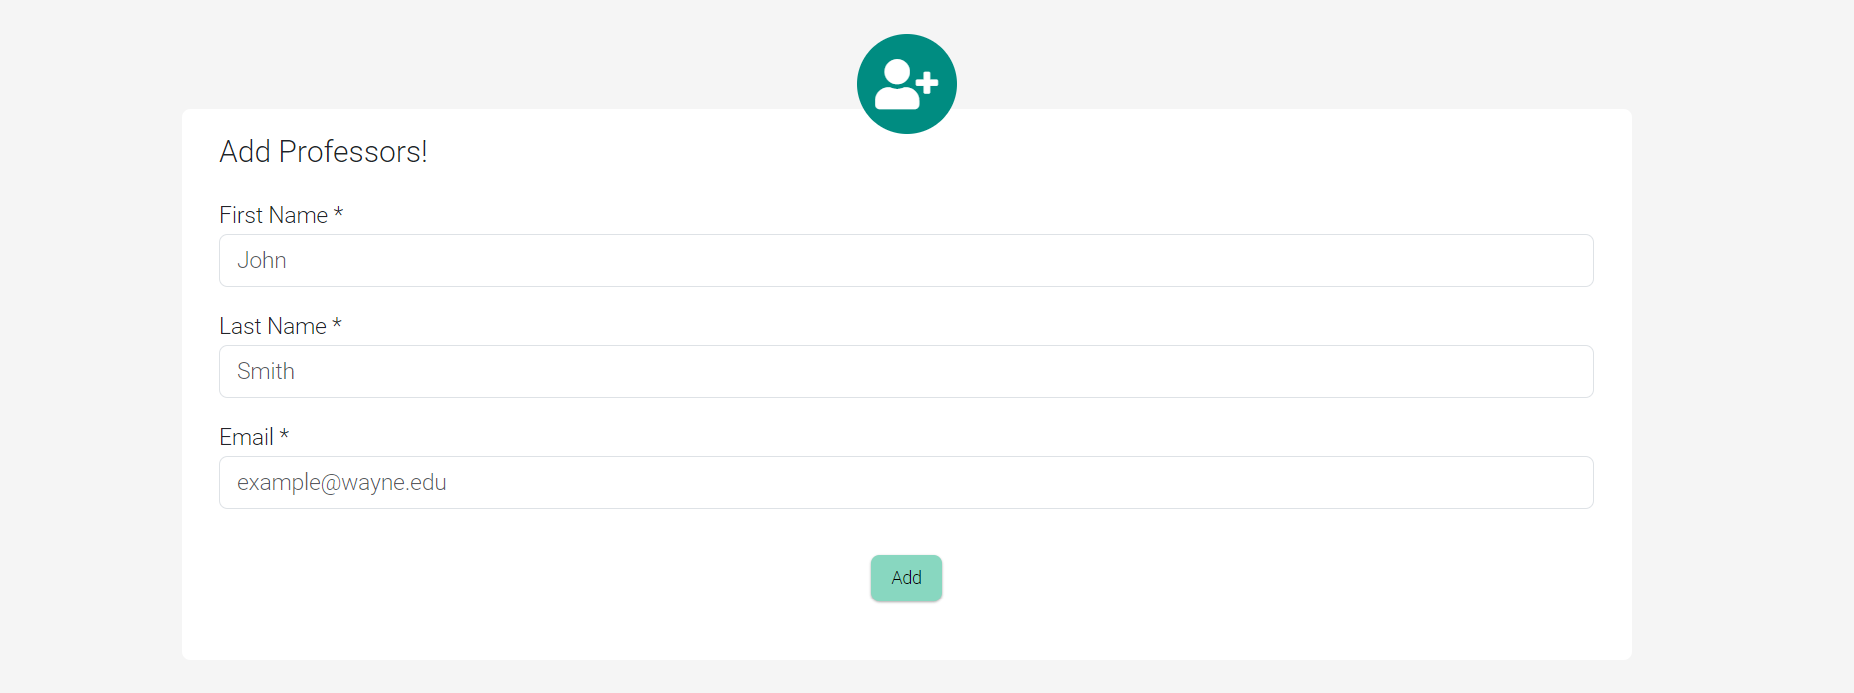 Add Professors!
First Name *
John
Last Name *
Smith
Email *
example@wayne.edu
Add